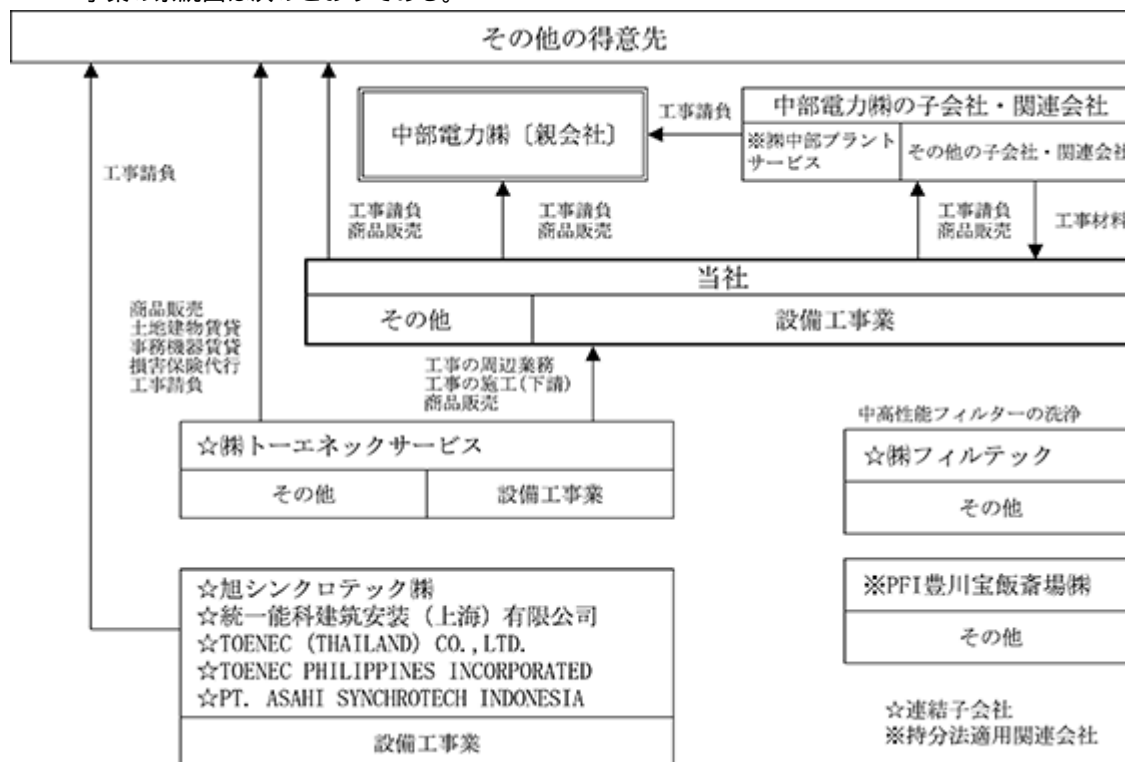 その他の得意先
中部電力㈱〔親会社〕
工事請負
中部電力㈱の子会社・関連会社
※㈱中部プラント
サービス
その他の子会社・関連会社
工事請負
工事請負
商品販売
工事請負
商品販売
工事請負
商品販売
工事材料
当社
その他
設備工事業
商品販売
土地建物賃貸
事務機器賃貸
損害保険代行
工事請負
工事の周辺業務
工事の施工(下請)
商品販売
☆㈱トーエネックサービス
その他
設備工事業
中高性能フィルターの洗浄
☆㈱フィルテック
その他
☆旭シンクロテック㈱
☆統一能科建筑安装（上海）有限公司
☆TOENEC (THAILAND) CO.,LTD.
☆TOENEC PHILIPPINES INCORPORATED
☆PT. ASAHI SYNCHROTECH INDONESIA
設備工事業
※PFI豊川宝飯斎場㈱
その他
☆連結子会社
※持分法適用関連会社